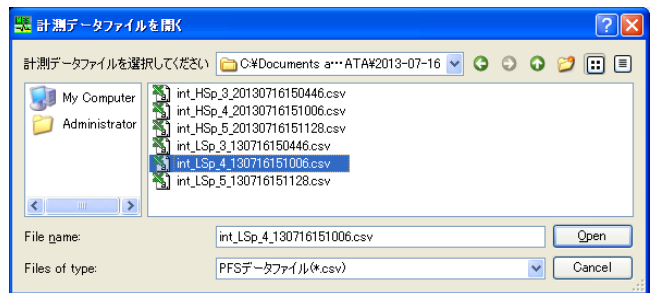 計測データファイルを開く
計測データファイルを選択してください C:¥Documents a…ATA¥2013-07-16
My Computer
Administrator
int_HSp_3_20130716150446.csv
int_HSp_4_20130716151006.csv
int_HSp_5_20130716151128.csv
int_LSp_3_130716150446.csv
int_LSp_4_130716151006.csv
int_LSp_5_130716151128.csv
File name: int_LSp_4_130716151006.csv Open
Files of type: PFSデータファイル(*.csv) Cancel